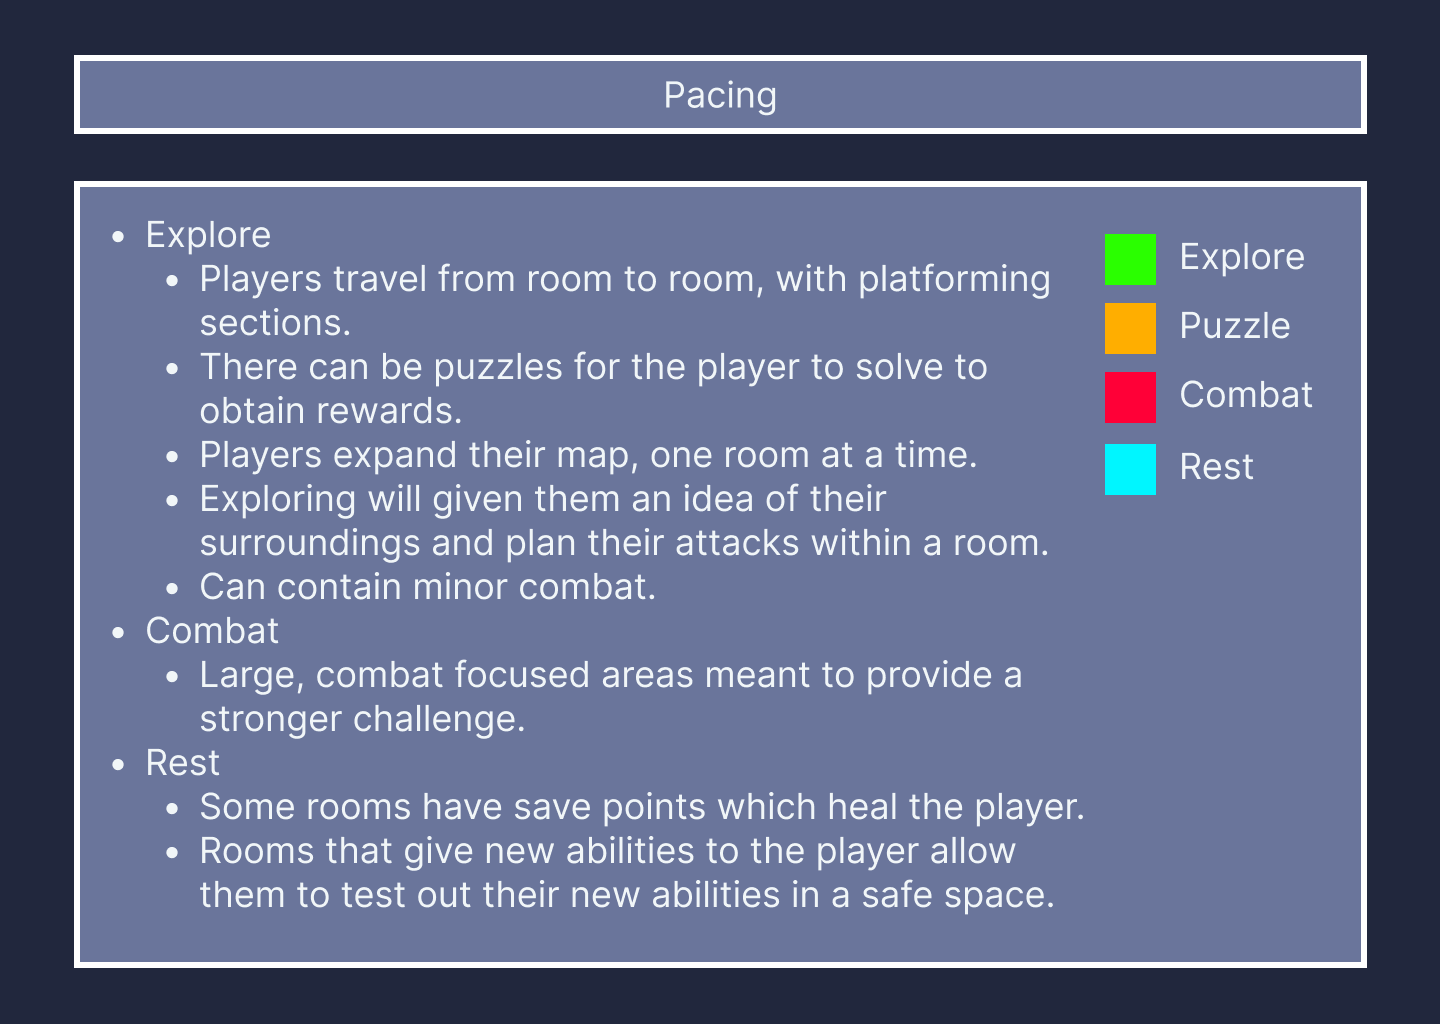 Pacing
• Explore
• Players travel from room to room, with platforming
sections.
• There can be puzzles for the player to solve to
obtain rewards.
• Players expand their map, one room at a time.
• Exploring will given them an idea of their
surroundings and plan their attacks within a room.
• Can contain minor combat.
• Combat
• Large, combat focused areas meant to provide a
stronger challenge.
• Rest
• Some rooms have save points which heal the player.
• Rooms that give new abilities to the player allow
them to test out their new abilities in a safe space.
Explore
Puzzle
Combat
Rest